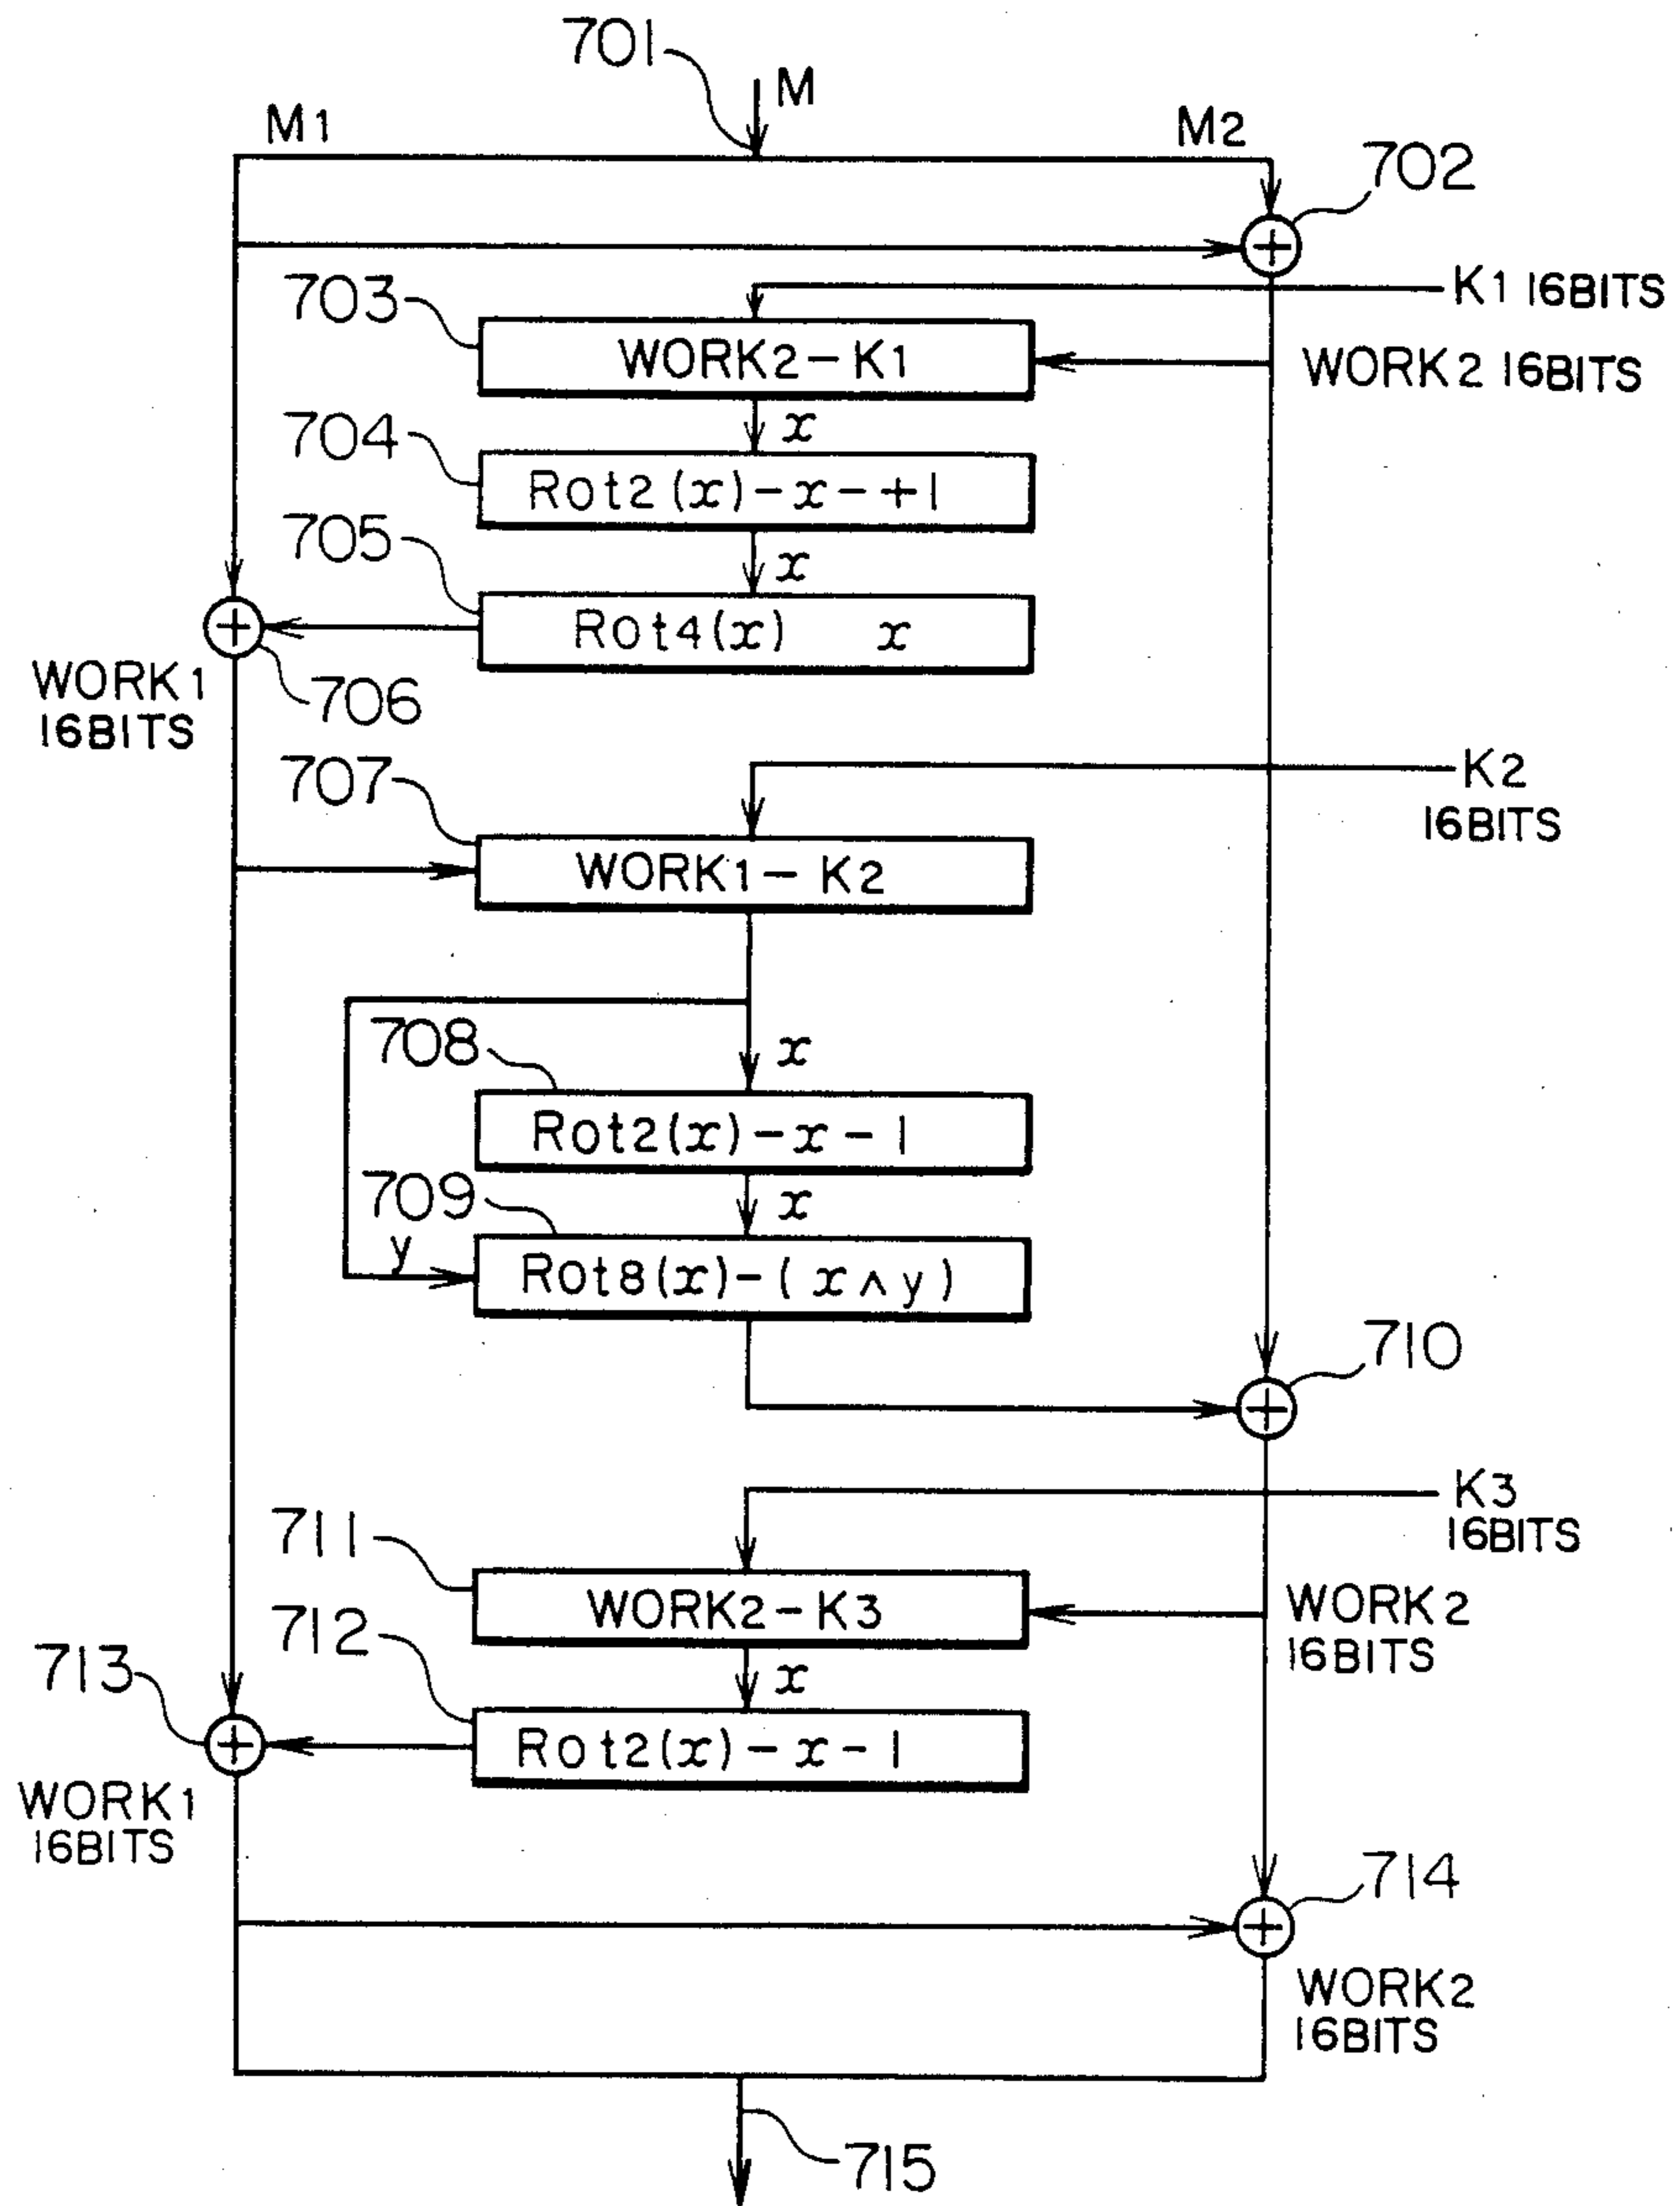 701
M
M1
M2
702
K1 16BITS
703
WORK2-K1
WORK2 16BITS
x
704
Rot2(x)-x-+1
x
705
Rot4(x) x
WORK1
16BITS
706
K2
16BITS
707
WORK1-K2
x
708
Rot2(x)-x-1
x
709
y
Rot8(x)-(x∧y)
710
K3
16BITS
711
WORK2-K3
WORK2
16BITS
x
712
Rot2(x)-x-1
713
WORK1
16BITS
714
WORK2
16BITS
715